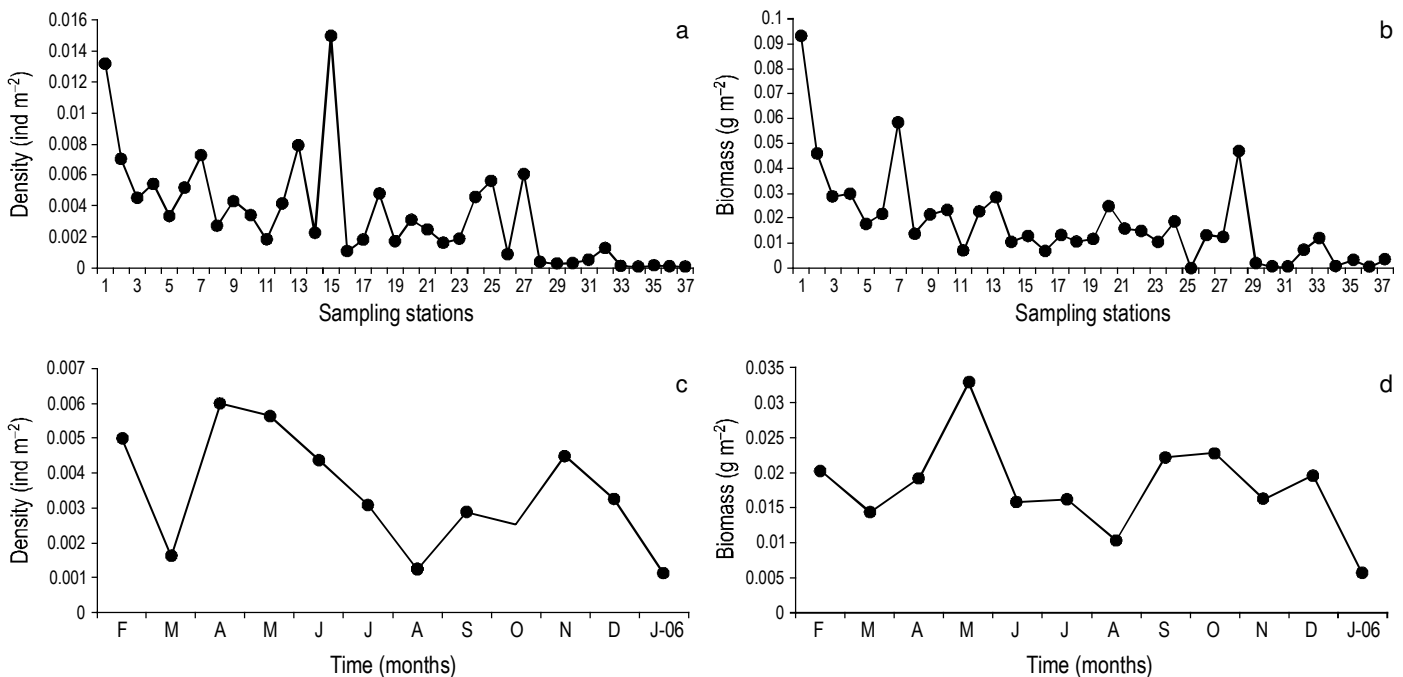 a
Density (ind m⁻²)
0.016
0.014
0.012
0.01
0.008
0.006
0.004
0.002
0
1 3 5 7 9 11 13 15 17 19 21 23 25 27 29 31 33 35 37
Sampling stations
b
Biomass (g m⁻²)
0.1
0.09
0.08
0.07
0.06
0.05
0.04
0.03
0.02
0.01
0
1 3 5 7 9 11 13 15 17 19 21 23 25 27 29 31 33 35 37
Sampling stations
c
Density (ind m⁻²)
0.007
0.006
0.005
0.004
0.003
0.002
0.001
0
F M A M J J A S O N D J-06
Time (months)
d
Biomass (g m⁻²)
0.035
0.03
0.025
0.02
0.015
0.01
0.005
0
F M A M J J A S O N D J-06
Time (months)